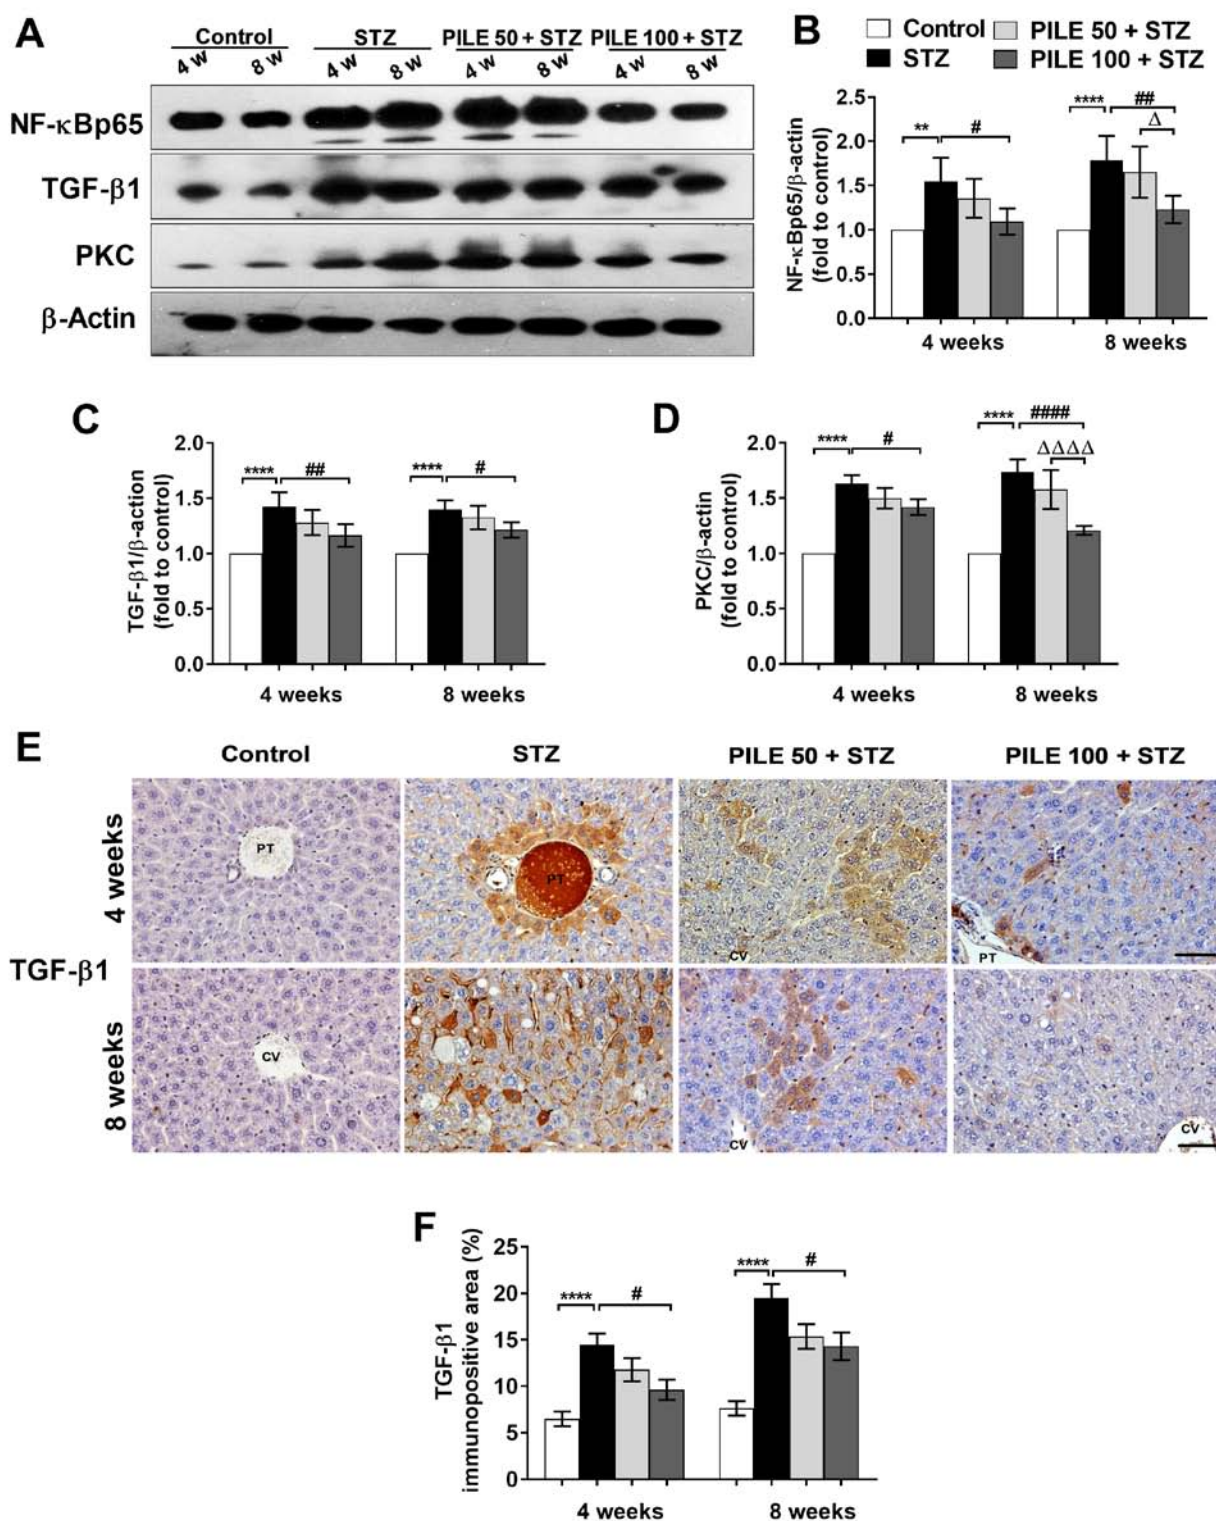 A
Control STZ PILE 50 + STZ PILE 100 + STZ
4 w 8 w 4 w 8 w 4 w 8 w 4 w 8 w
NF-κBp65
TGF-β1
PKC
β-Actin
B
Control PILE 50 + STZ
STZ PILE 100 + STZ
NF-κBp65/β-actin
(fold to control)
2.5
2.0
1.5
1.0
0.5
0.0
** #
**** ##
Δ
4 weeks 8 weeks
C
TGF-β1/β-action
(fold to control)
2.0
1.5
1.0
0.5
0.0
**** ##
**** #
4 weeks 8 weeks
D
PKC/β-actin
(fold to control)
2.0
1.5
1.0
0.5
0.0
**** #
**** ####
ΔΔΔΔ
4 weeks 8 weeks
E
Control STZ PILE 50 + STZ PILE 100 + STZ
TGF-β1
4 weeks
PT
PT
CV
PT
8 weeks
CV
CV
CV
F
TGF-β1
immunopositive area (%)
25
20
15
10
5
0
**** #
**** #
4 weeks 8 weeks